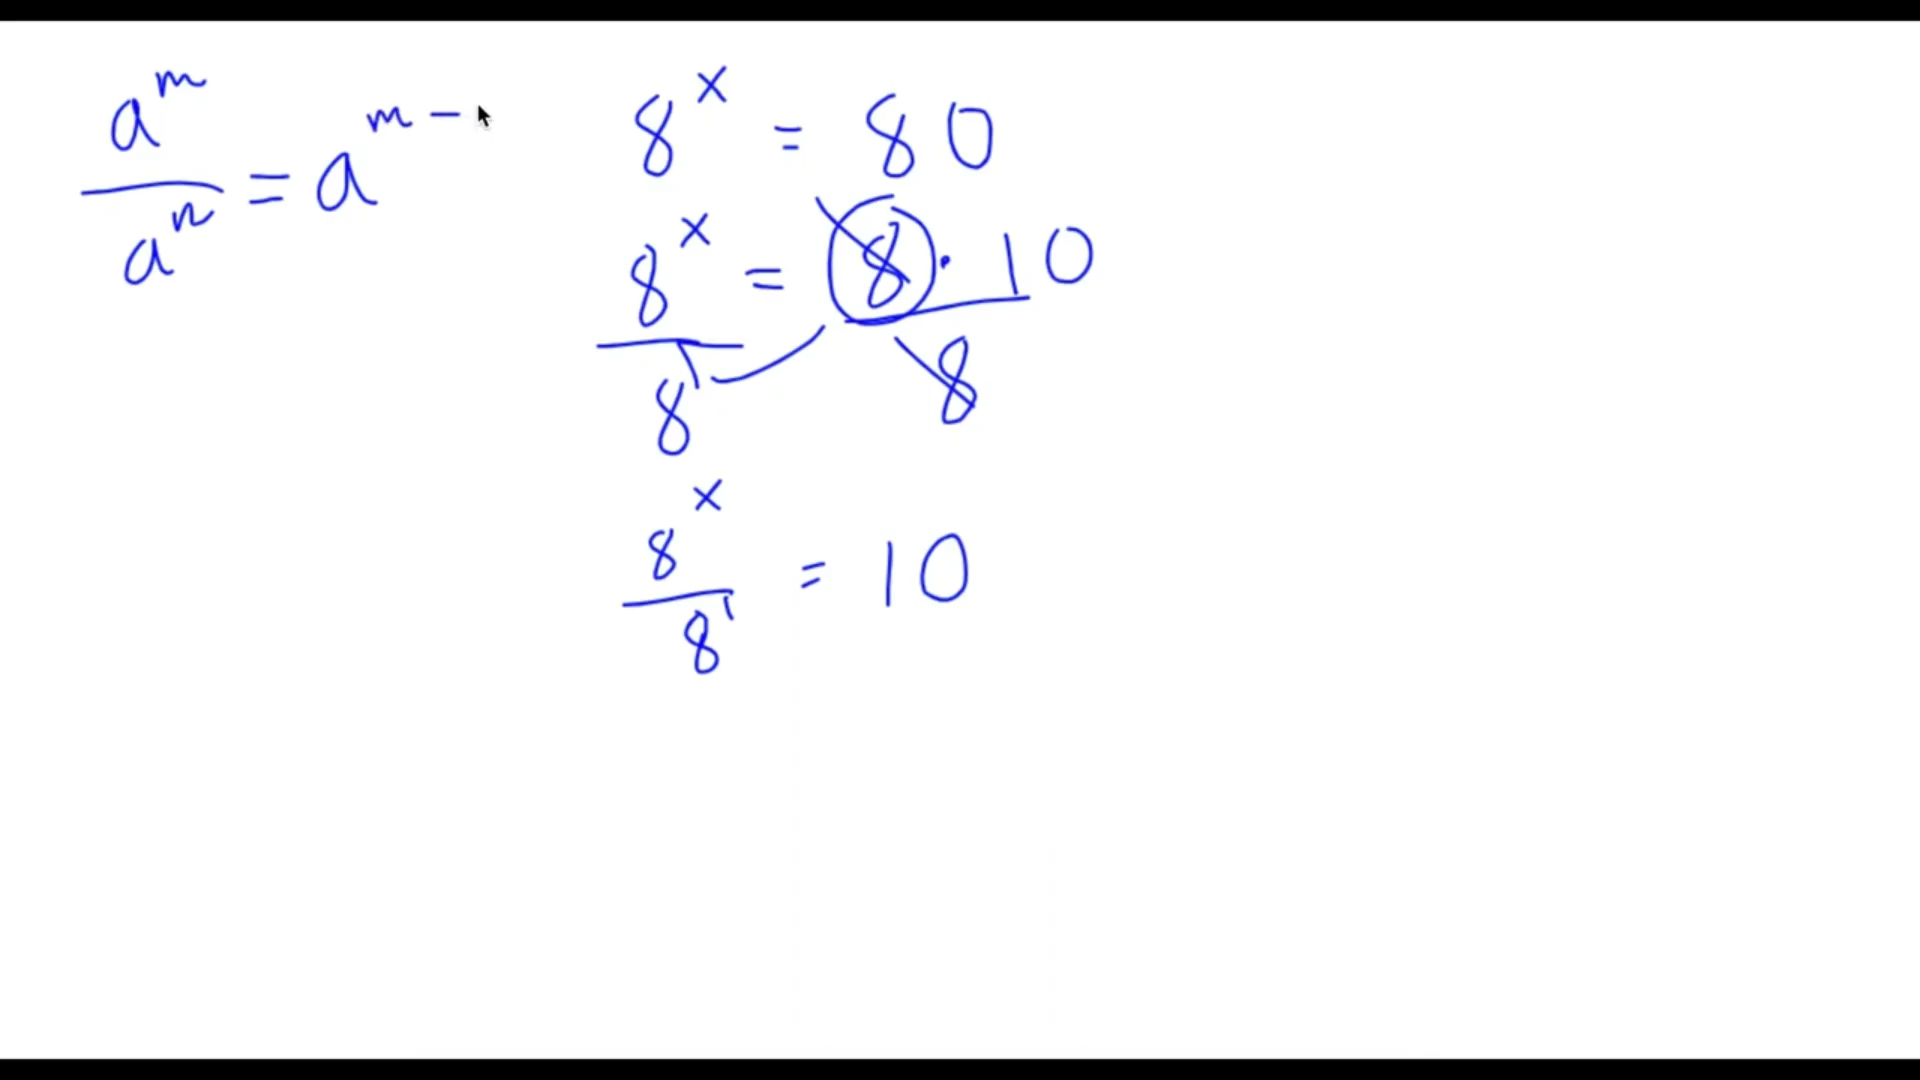 a^m / a^n = a^m −
8^x = 80
8^x / 8^1 = 8 · 10 / 8
8^x / 8^1 = 10